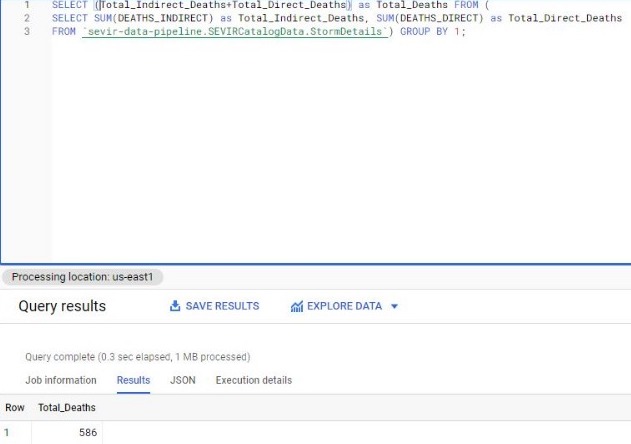 1 SELECT (Total_Indirect_Deaths+Total_Direct_Deaths) as Total_Deaths FROM (
2 SELECT SUM(DEATHS_INDIRECT) as Total_Indirect_Deaths, SUM(DEATHS_DIRECT) as Total_Direct_Deaths
3 FROM `sevir-data-pipeline.SEVIRCatalogData.StormDetails`) GROUP BY 1;
Processing location: us-east1
Query results SAVE RESULTS EXPLORE DATA
Query complete (0.3 sec elapsed, 1 MB processed)
Job information Results JSON Execution details
Row Total_Deaths
1 586